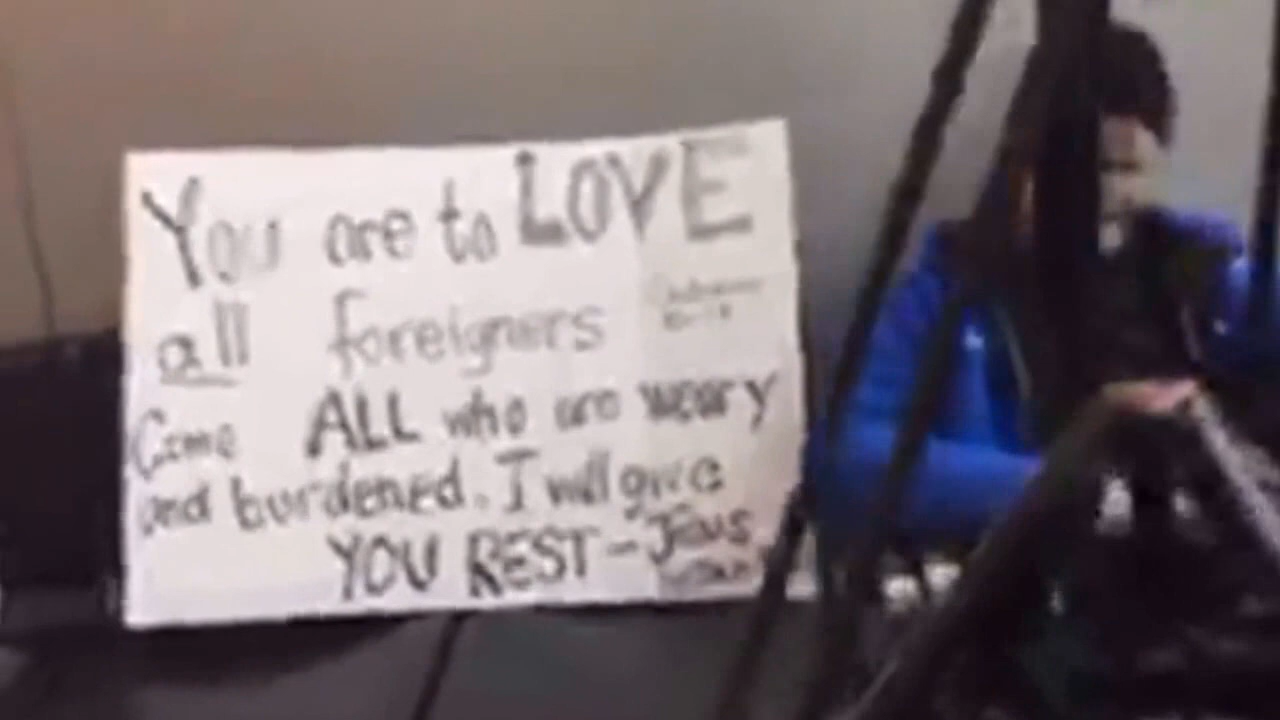 You are to LOVE
all foreigners
Come ALL who are weary
and burdened. I will give
YOU REST - Jesus